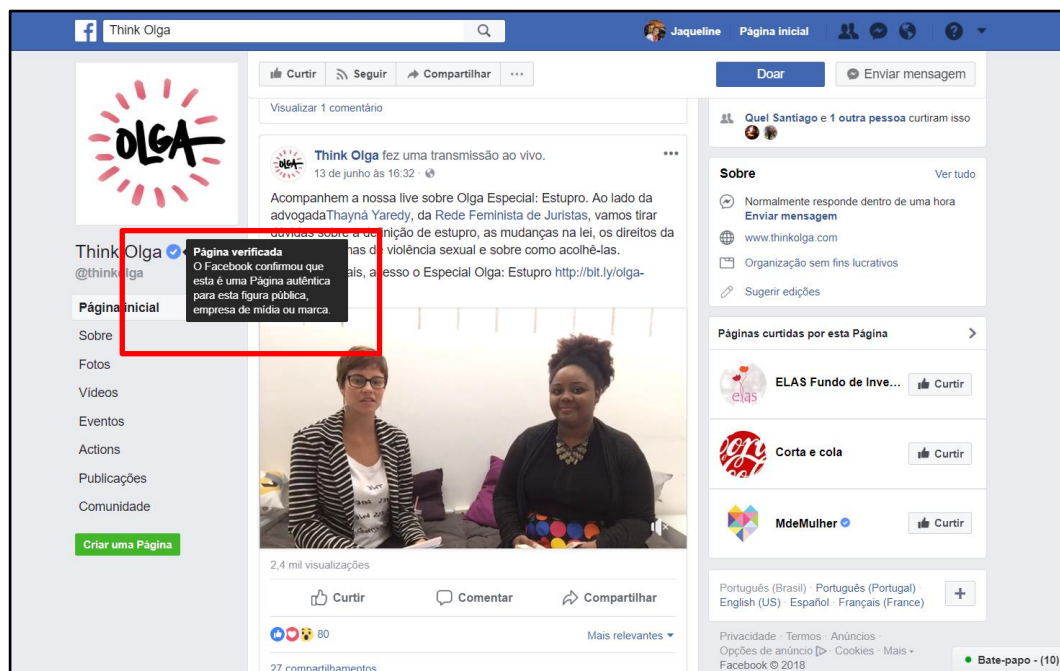 Think Olga
Jaqueline
Página inicial
OLGA
Think Olga
@thinkolga
Página verificada
O Facebook confirmou que
esta é uma Página autêntica
para esta figura pública,
empresa de mídia ou marca.
Página inicial
Sobre
Fotos
Vídeos
Eventos
Actions
Publicações
Comunidade
Criar uma Página
Curtir Seguir Compartilhar ...
Visualizar 1 comentário
OLGA
Think Olga fez uma transmissão ao vivo.
13 de junho às 16:32 ·
Acompanhem a nossa live sobre Olga Especial: Estupro. Ao lado da
advogadaThayná Yaredy, da Rede Feminista de Juristas, vamos tirar
dúvidas sobre a definição de estupro, as mudanças na lei, os direitos da
de violência sexual e sobre como acolhê-las.
acesso o Especial Olga: Estupro http://bit.ly/olga-
2,4 mil visualizações
Curtir Comentar Compartilhar
80 Mais relevantes
27 compartilhamentos
Doar Enviar mensagem
Quel Santiago e 1 outra pessoa curtiram isso
Sobre Ver tudo
Normalmente responde dentro de uma hora
Enviar mensagem
www.thinkolga.com
Organização sem fins lucrativos
Sugerir edições
Páginas curtidas por esta Página
elas
ELAS Fundo de Inve... Curtir
Corta e cola Curtir
MdeMulher Curtir
Português (Brasil) · Português (Portugal) ·
English (US) · Español · Français (France)
Privacidade · Termos · Anúncios ·
Opções de anúncio · Cookies · Mais
Facebook © 2018
Bate-papo - (10)